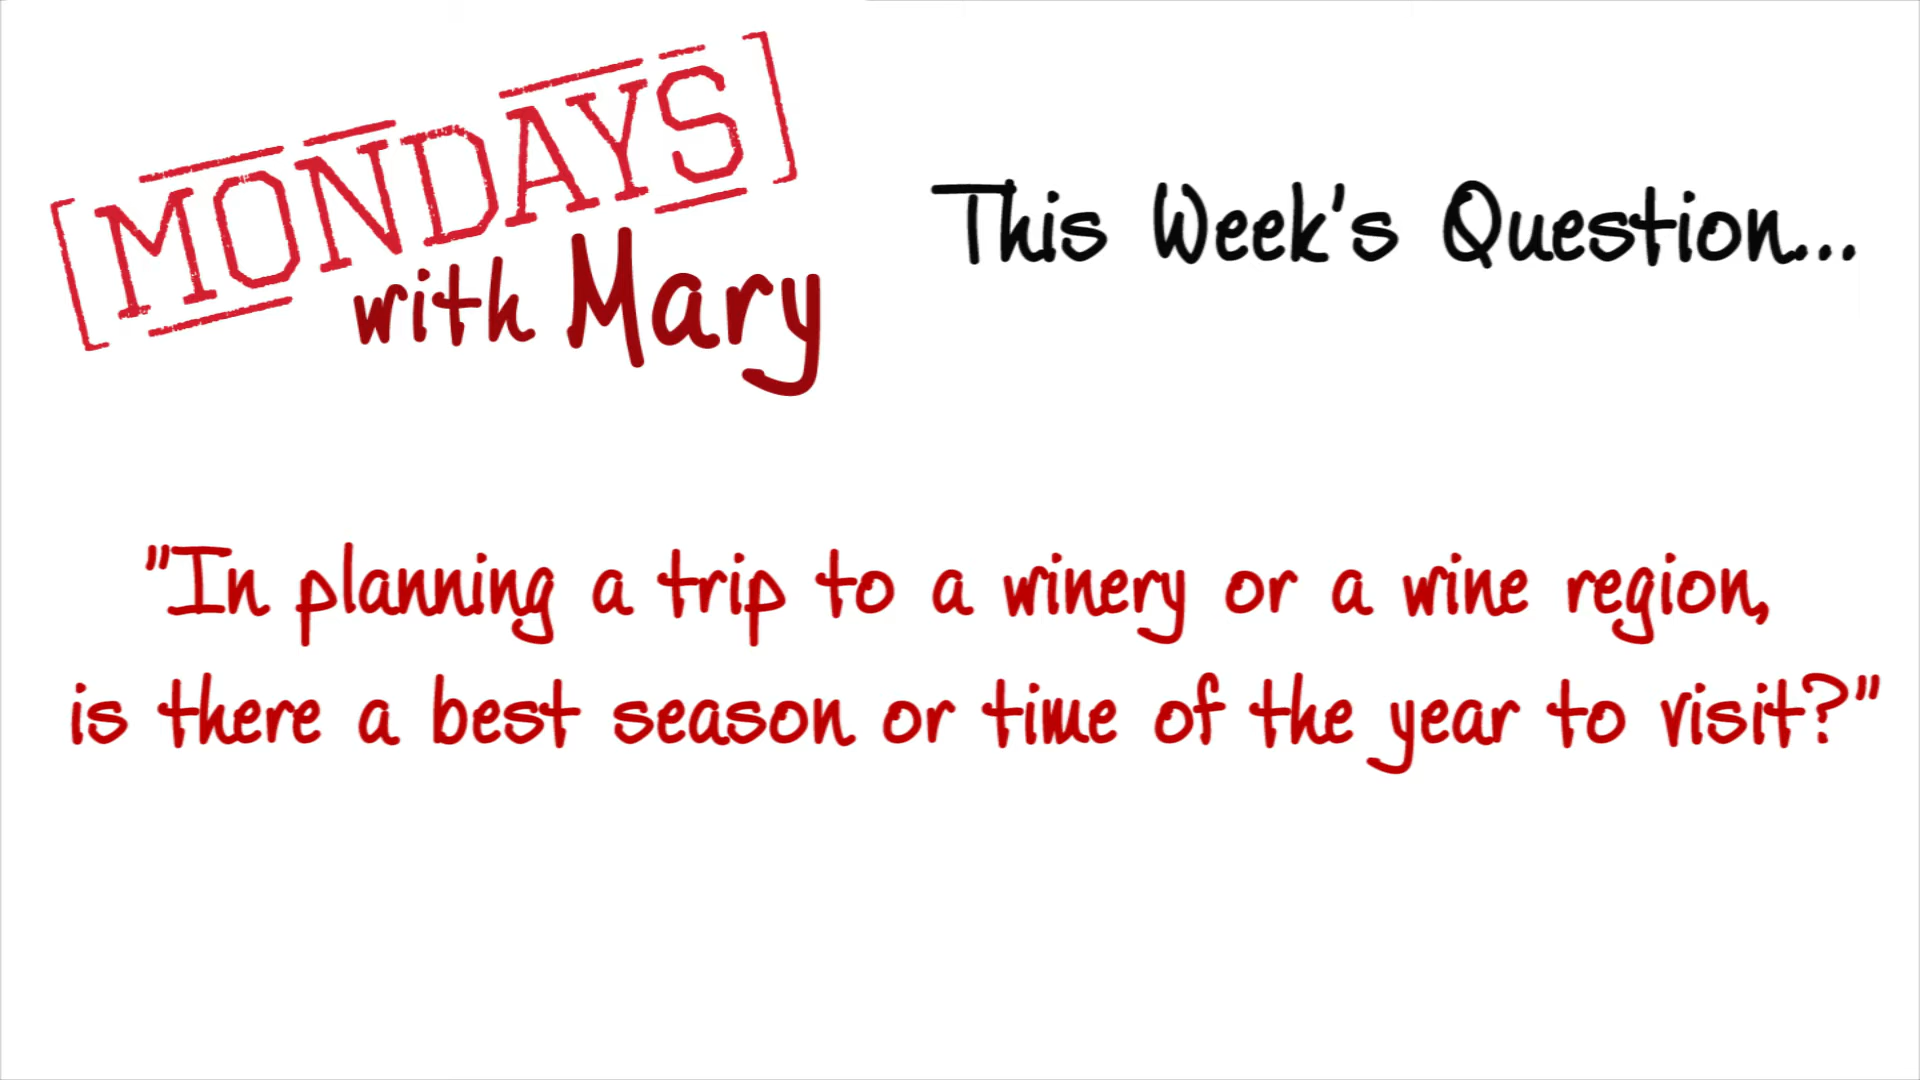 [MONDAYS]
with Mary
This Week's Question...
"In planning a trip to a winery or a wine region,
is there a best season or time of the year to visit?"